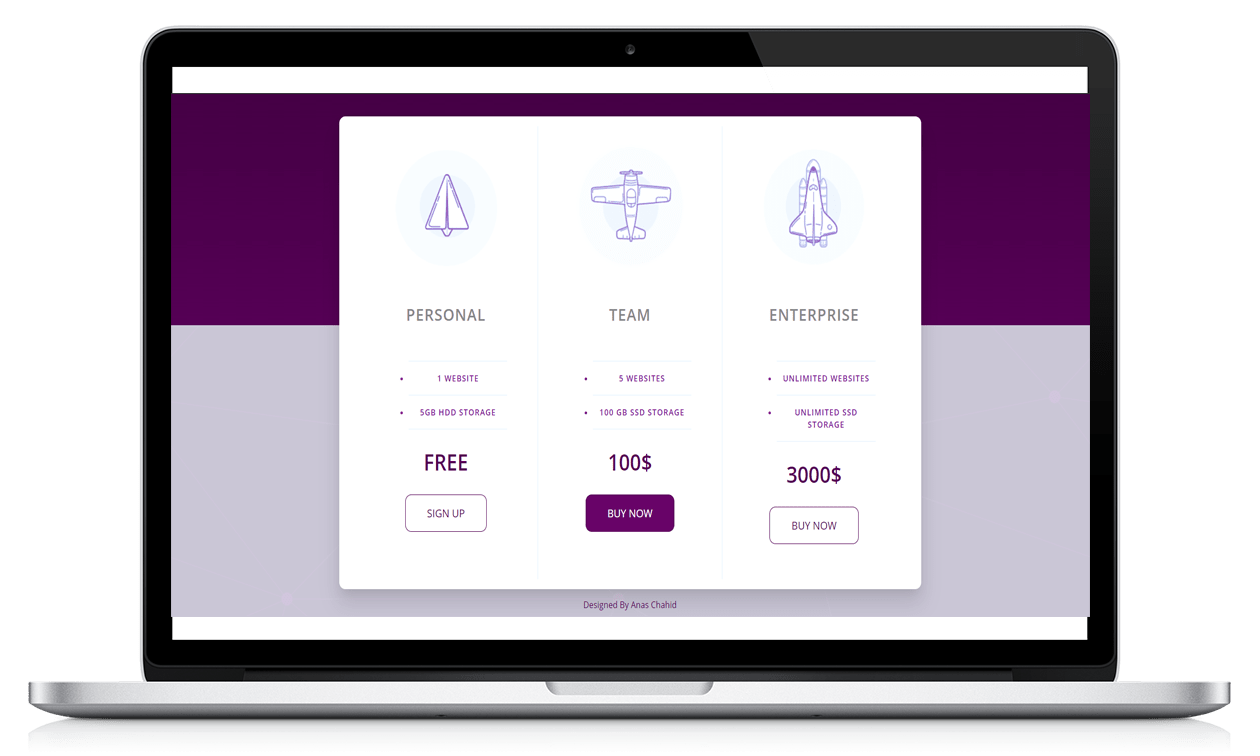 PERSONAL
1 WEBSITE
5GB HDD STORAGE
FREE
SIGN UP
TEAM
5 WEBSITES
100 GB SSD STORAGE
100$
BUY NOW
ENTERPRISE
UNLIMITED WEBSITES
UNLIMITED SSD
STORAGE
3000$
BUY NOW
Designed By Anas Chahid